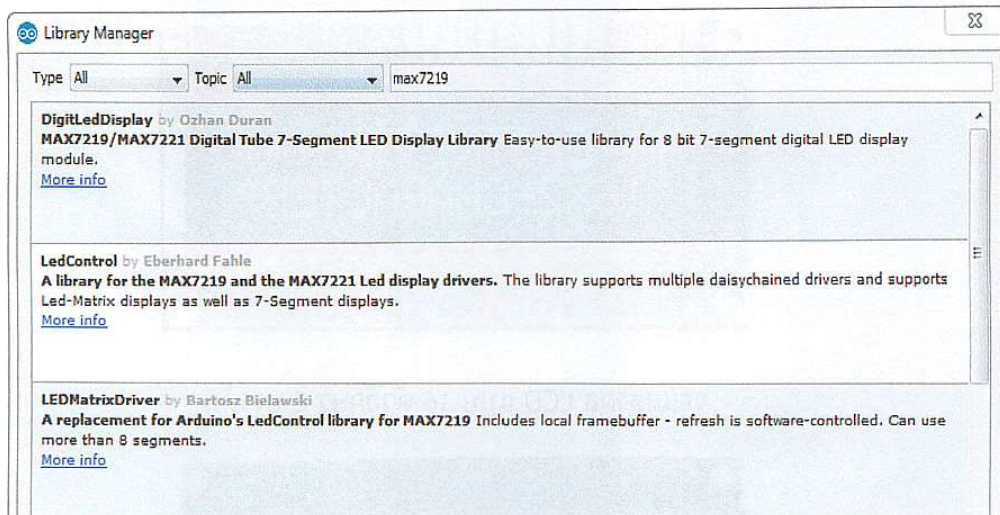 Library Manager
Type All Topic All max7219
DigitLedDisplay by Ozhan Duran
MAX7219/MAX7221 Digital Tube 7-Segment LED Display Library Easy-to-use library for 8 bit 7-segment digital LED display
module.
More info
LedControl by Eberhard Fahle
A library for the MAX7219 and the MAX7221 Led display drivers. The library supports multiple daisychained drivers and supports
Led-Matrix displays as well as 7-Segment displays.
More info
LEDMatrixDriver by Bartosz Bielawski
A replacement for Arduino's LedControl library for MAX7219 Includes local framebuffer - refresh is software-controlled. Can use
more than 8 segments.
More info